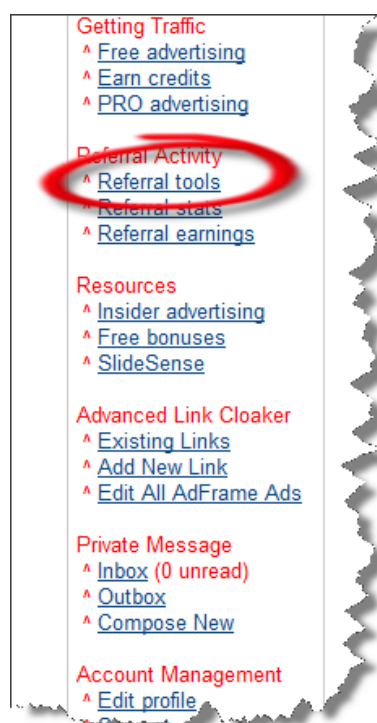 Getting Traffic
^ Free advertising
^ Earn credits
^ PRO advertising
Referral Activity
^ Referral tools
^ Referral stats
^ Referral earnings
Resources
^ Insider advertising
^ Free bonuses
^ SlideSense
Advanced Link Cloaker
^ Existing Links
^ Add New Link
^ Edit All AdFrame Ads
Private Message
^ Inbox (0 unread)
^ Outbox
^ Compose New
Account Management
^ Edit profile